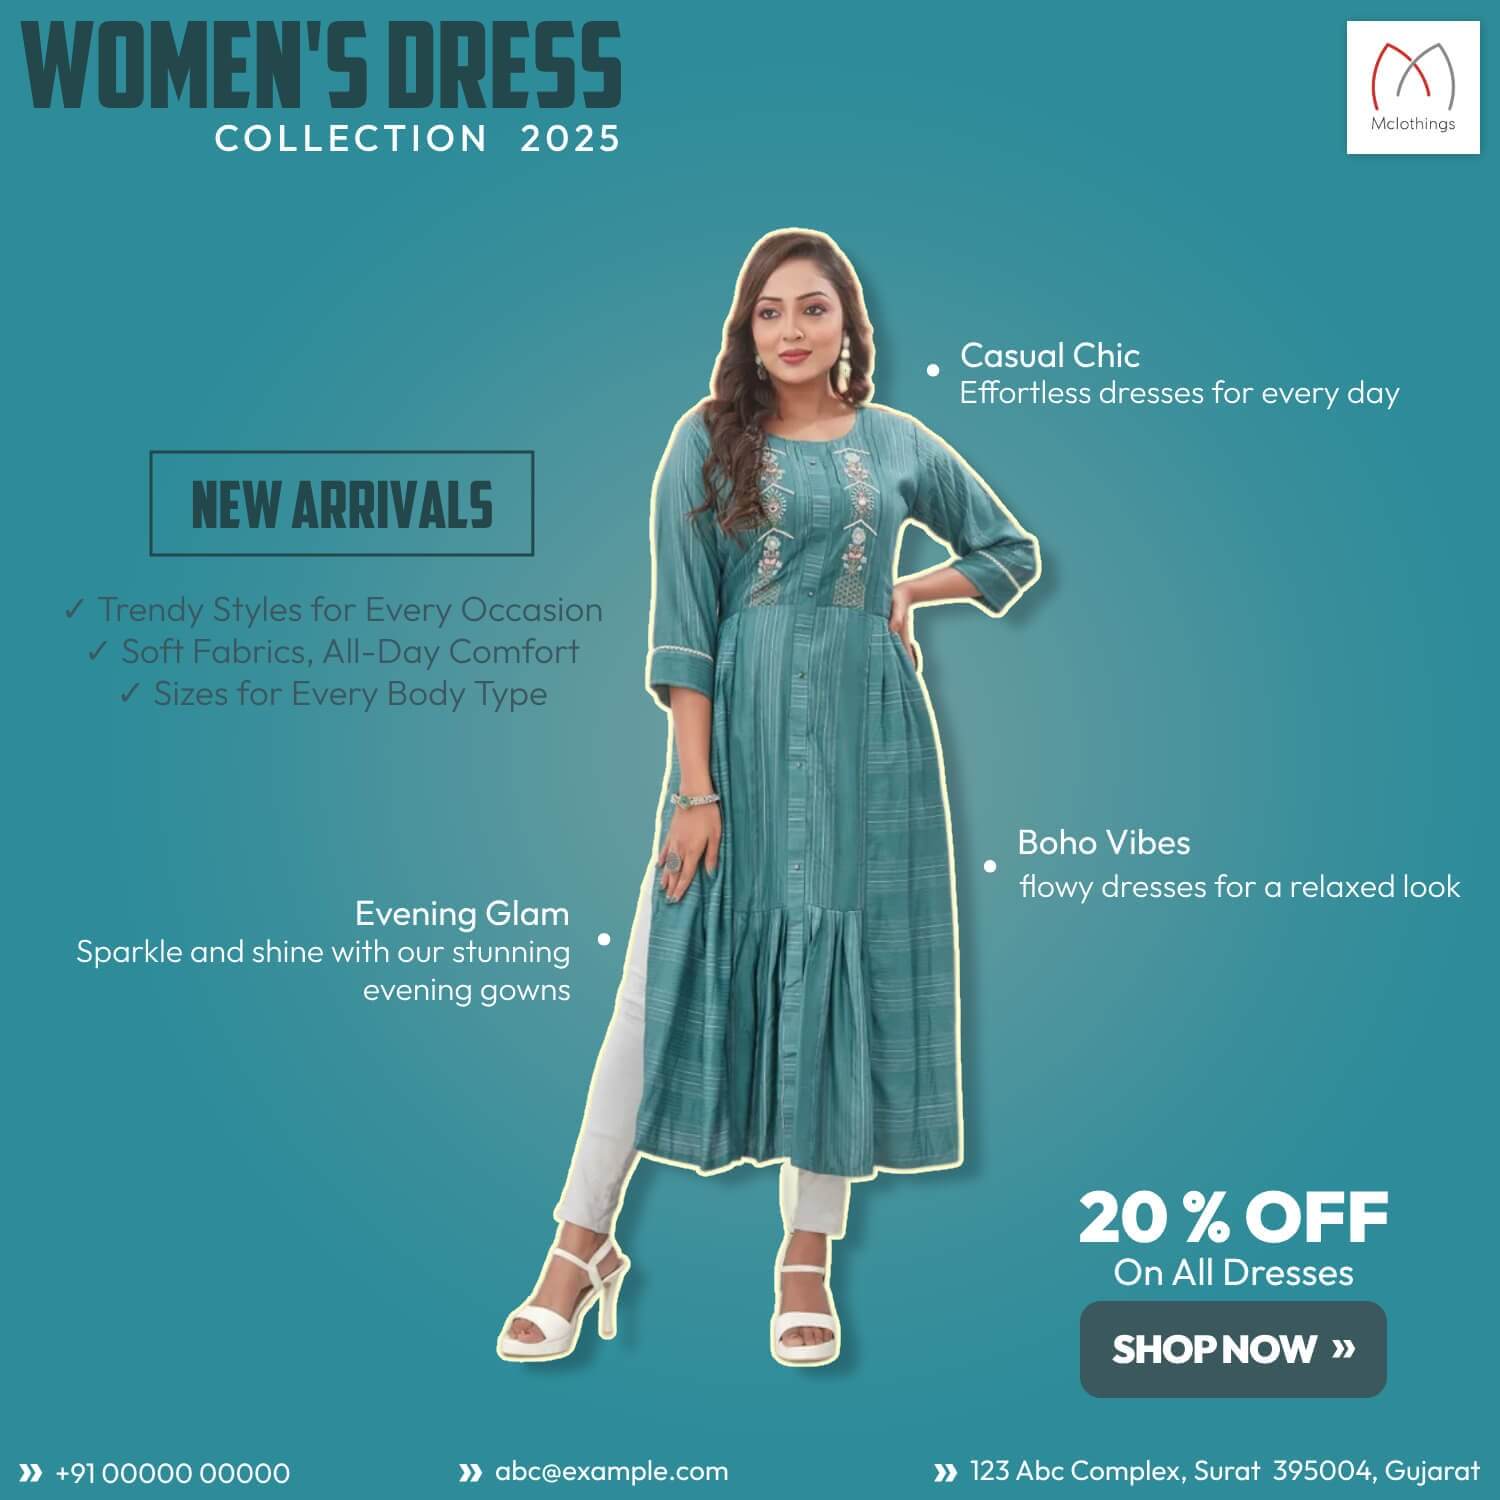 WOMEN'S DRESS
COLLECTION 2025
Mclothings
Casual Chic
Effortless dresses for every day
NEW ARRIVALS
✓ Trendy Styles for Every Occasion
✓ Soft Fabrics, All-Day Comfort
✓ Sizes for Every Body Type
Boho Vibes
flowy dresses for a relaxed look
Evening Glam
Sparkle and shine with our stunning
evening gowns
20 % OFF
On All Dresses
SHOP NOW »
» +91 00000 00000
» abc@example.com
» 123 Abc Complex, Surat 395004, Gujarat